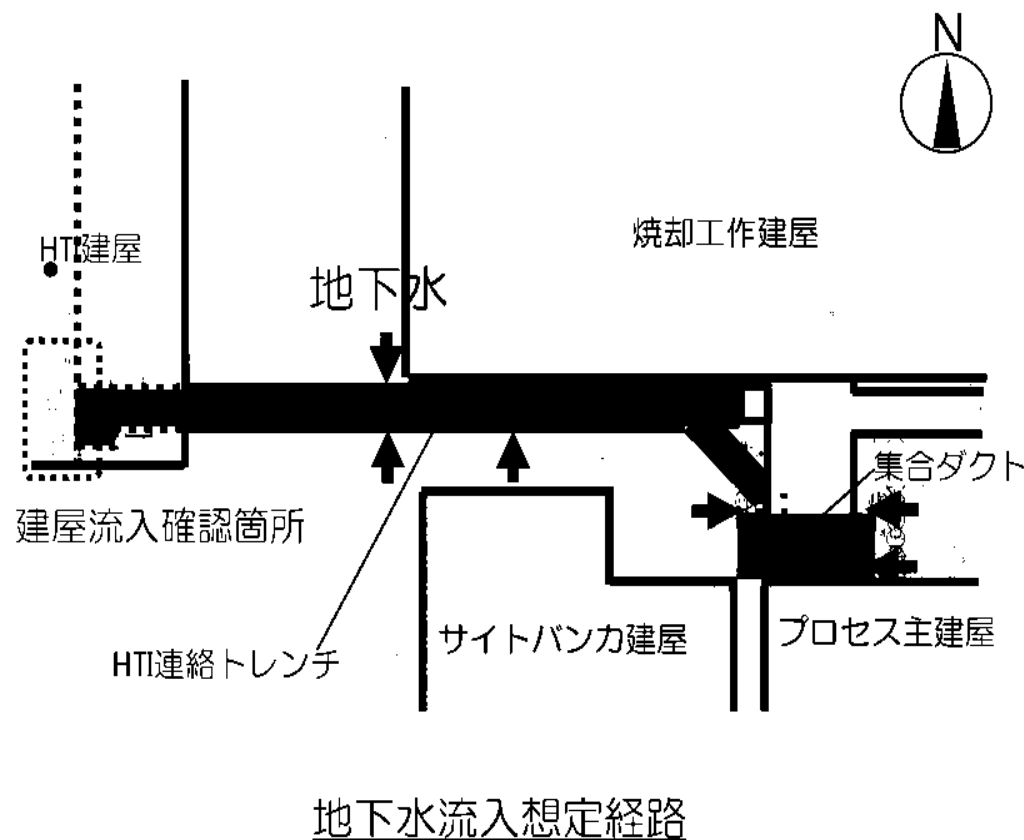 N
HTI建屋
焼却工作建屋
地下水
集合ダクト
建屋流入確認箇所
サイトバンカ建屋
プロセス主建屋
HTI連絡トレンチ
地下水流入想定経路